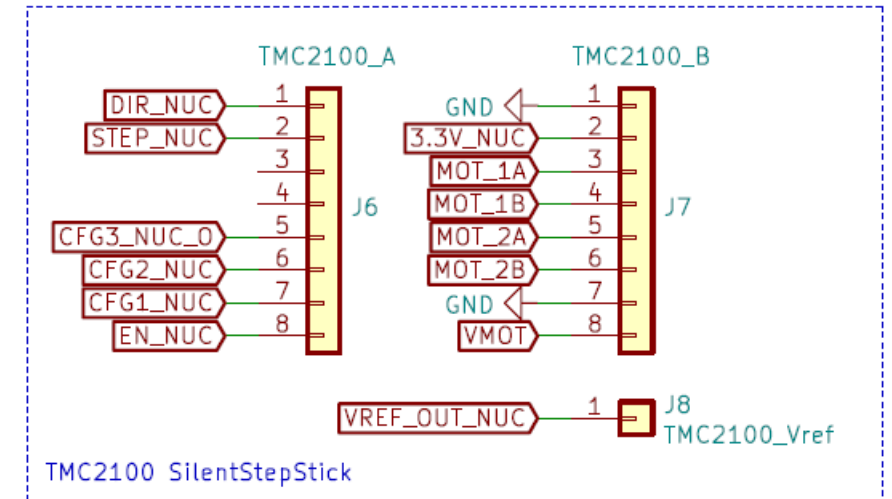 TMC2100_A
DIR_NUC 1
STEP_NUC 2
3
4
J6
CFG3_NUC_O 5
CFG2_NUC 6
CFG1_NUC 7
EN_NUC 8
TMC2100_B
GND 1
3.3V_NUC 2
MOT_1A 3
MOT_1B 4
J7
MOT_2A 5
MOT_2B 6
GND 7
VMOT 8
VREF_OUT_NUC 1
J8
TMC2100_Vref
TMC2100 SilentStepStick